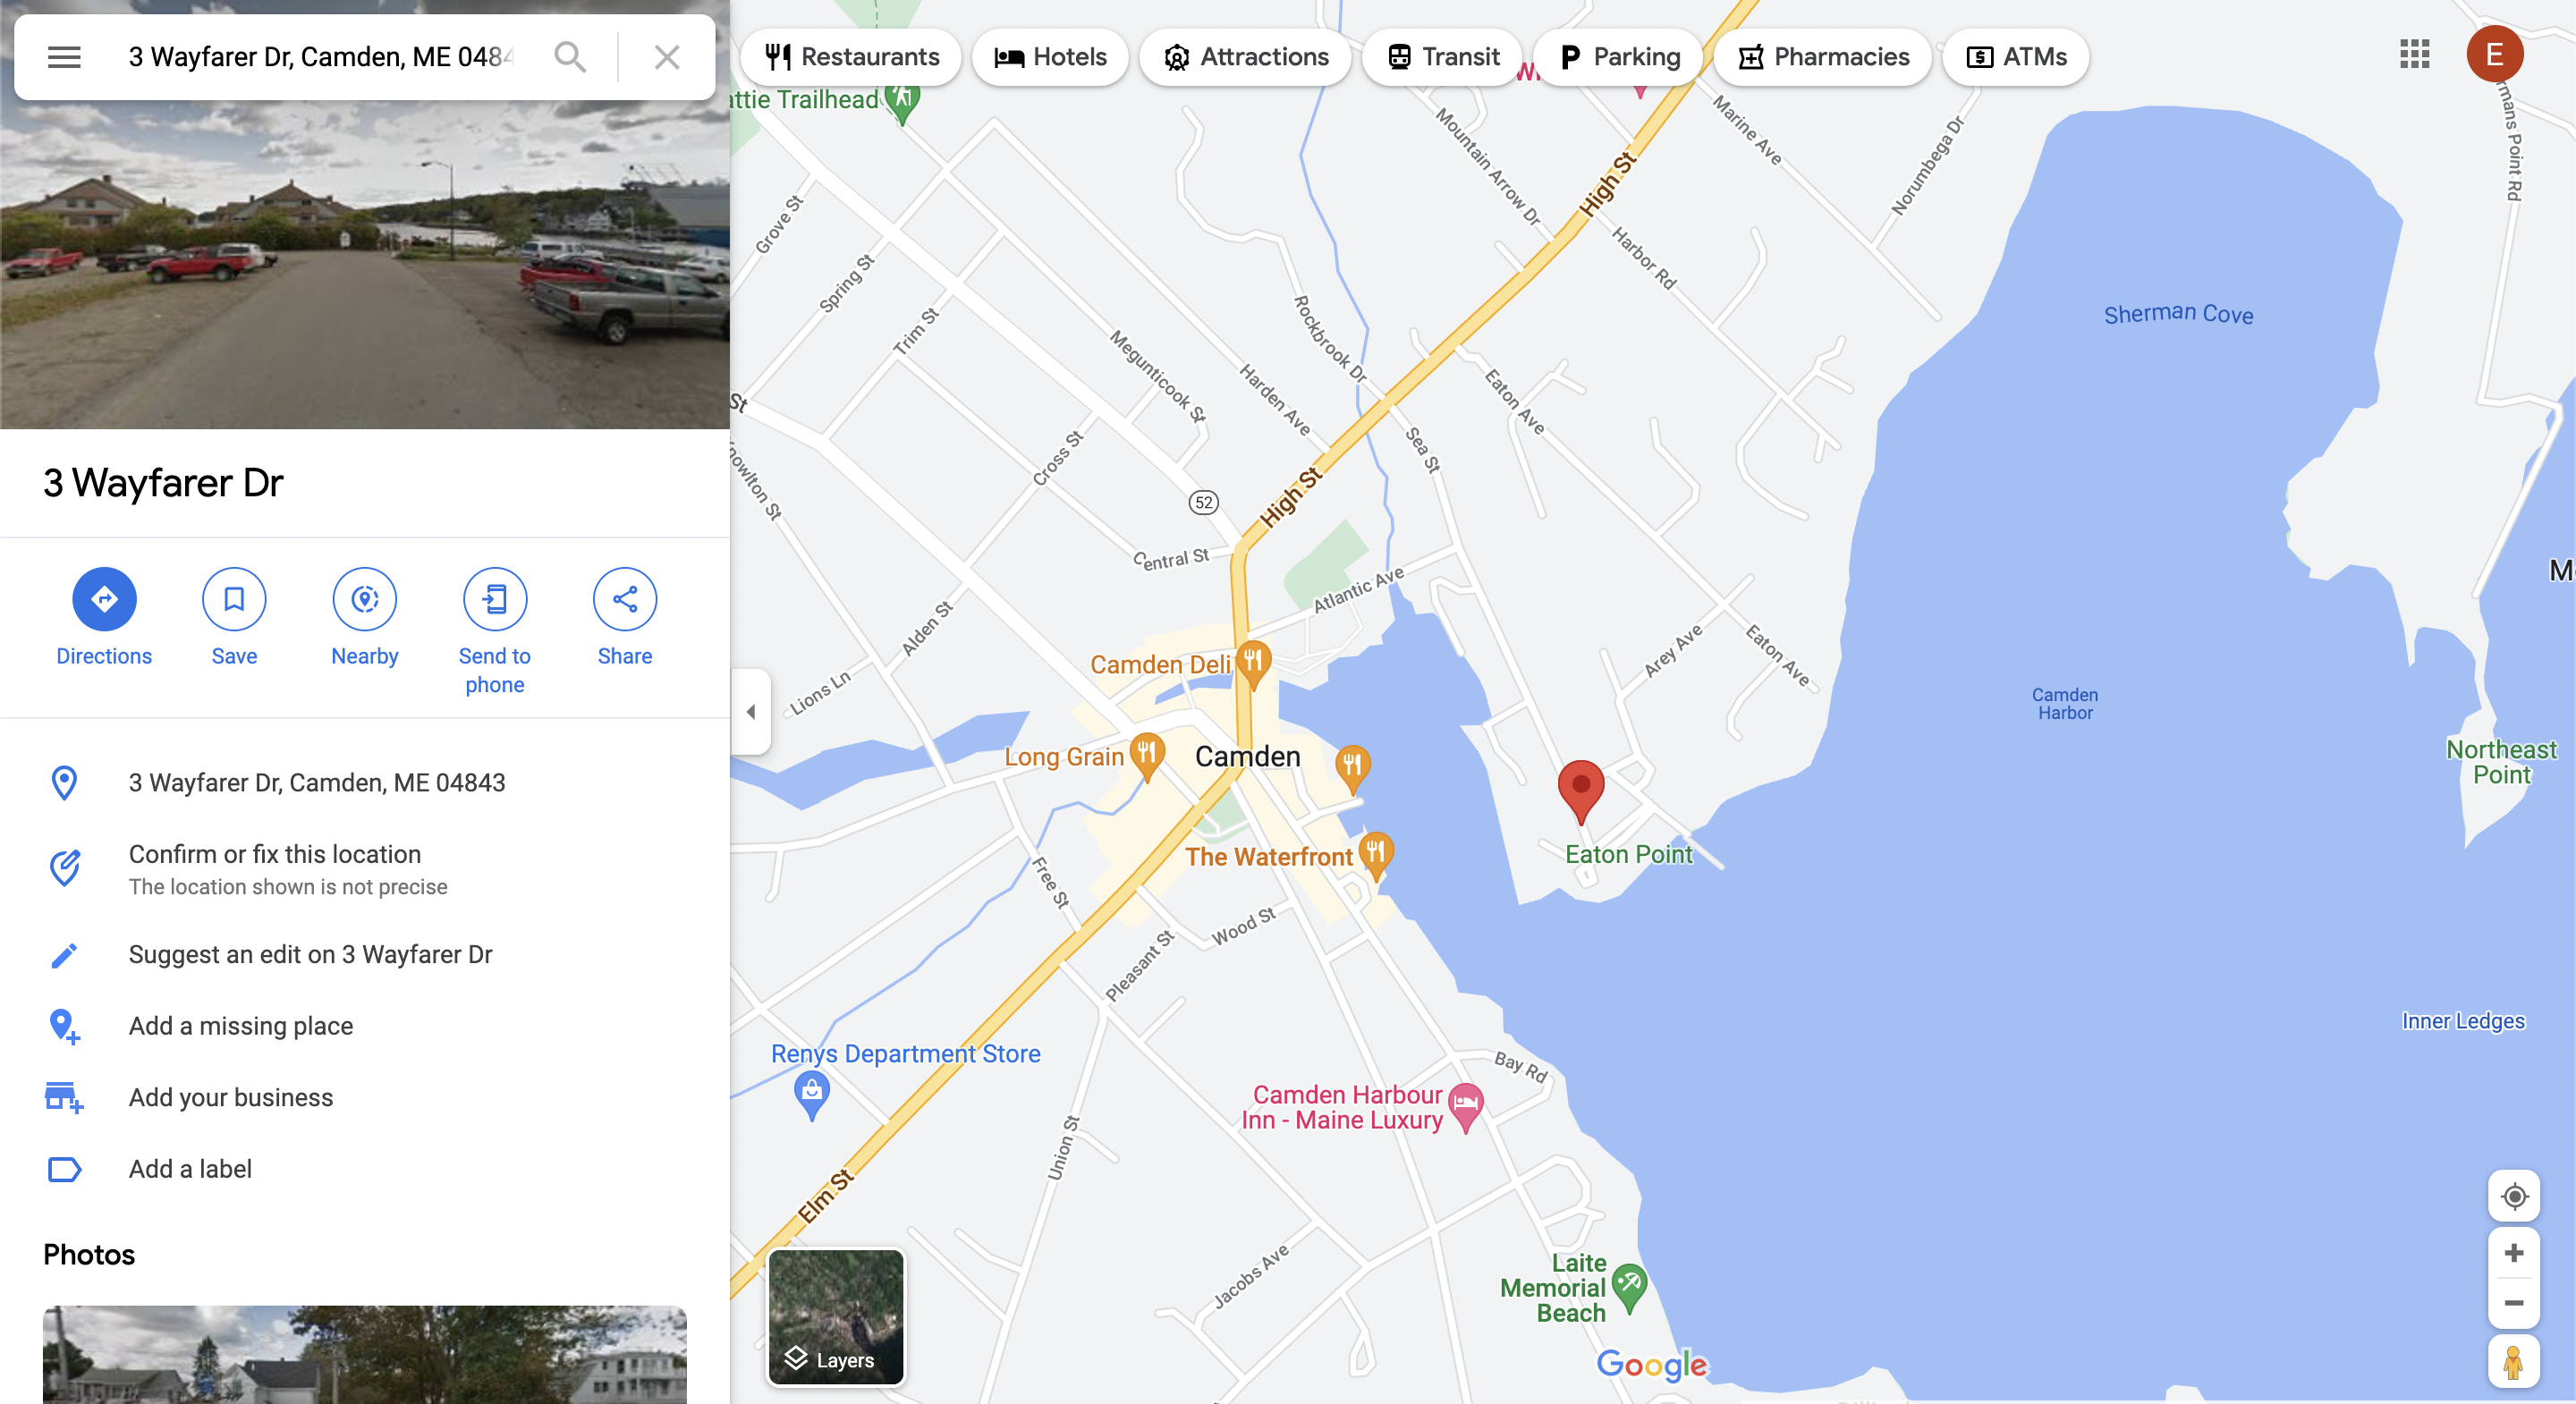 3 Wayfarer Dr, Camden, ME 0484
3 Wayfarer Dr
Directions
Save
Nearby
Send to
phone
Share
3 Wayfarer Dr, Camden, ME 04843
Confirm or fix this location
The location shown is not precise
Suggest an edit on 3 Wayfarer Dr
Add a missing place
Add your business
Add a label
Photos
Restaurants
Hotels
Attractions
Transit
Parking
Pharmacies
ATMs
E
attie Trailhead
Grove St
Spring St
Trim St
Megunticook St
Harden Ave
Rockbrook Dr
Mountain Arrow Dr
High St
Marine Ave
Norumbega Dr
rmans Point Rd
Harbor Rd
Sherman Cove
St
nowlton St
Cross St
52
High St
Sea St
Eaton Ave
Central St
Atlantic Ave
Alden St
Lions Ln
Camden Deli
Arey Ave
Eaton Ave
Camden
Harbor
M
Northeast
Point
Long Grain
Camden
The Waterfront
Eaton Point
Free St
Wood St
Pleasant St
Inner Ledges
Renys Department Store
Bay Rd
Camden Harbour
Inn - Maine Luxury
Union St
Elm St
Jacobs Ave
Laite
Memorial
Beach
Layers
Google